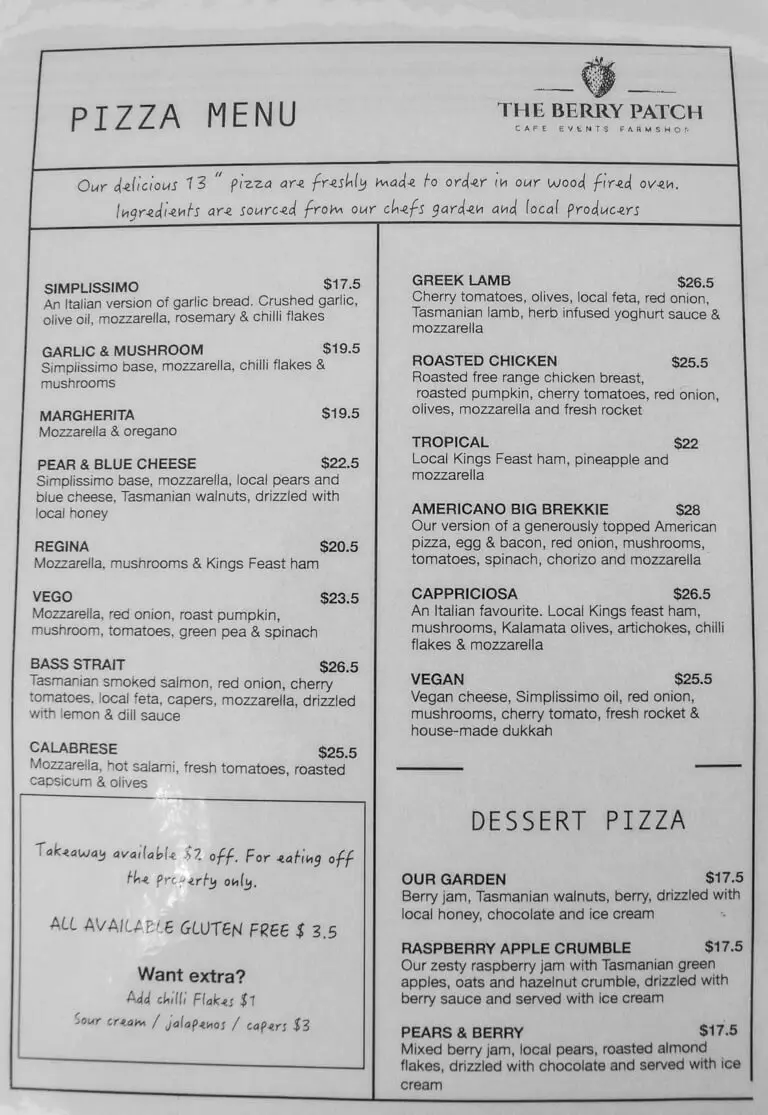 PIZZA MENU
THE BERRY PATCH
CAFE EVENTS FARMSHOP
Our delicious 13 " pizza are freshly made to order in our wood fired oven.
Ingredients are sourced from our chefs garden and local producers
SIMPLISSIMO $17.5
An Italian version of garlic bread. Crushed garlic,
olive oil, mozzarella, rosemary & chilli flakes
GARLIC & MUSHROOM $19.5
Simplissimo base, mozzarella, chilli flakes &
mushrooms
MARGHERITA $19.5
Mozzarella & oregano
PEAR & BLUE CHEESE $22.5
Simplissimo base, mozzarella, local pears and
blue cheese, Tasmanian walnuts, drizzled with
local honey
REGINA $20.5
Mozzarella, mushrooms & Kings Feast ham
VEGO $23.5
Mozzarella, red onion, roast pumpkin,
mushroom, tomatoes, green pea & spinach
BASS STRAIT $26.5
Tasmanian smoked salmon, red onion, cherry
tomatoes, local feta, capers, mozzarella, drizzled
with lemon & dill sauce
CALABRESE $25.5
Mozzarella, hot salami, fresh tomatoes, roasted
capsicum & olives
Takeaway available $2 off. For eating off
the property only.
ALL AVAILABLE GLUTEN FREE $ 3.5
Want extra?
Add chilli Flakes $1
Sour cream / jalapenos / capers $3
GREEK LAMB $26.5
Cherry tomatoes, olives, local feta, red onion,
Tasmanian lamb, herb infused yoghurt sauce &
mozzarella
ROASTED CHICKEN $25.5
Roasted free range chicken breast,
roasted pumpkin, cherry tomatoes, red onion,
olives, mozzarella and fresh rocket
TROPICAL $22
Local Kings Feast ham, pineapple and
mozzarella
AMERICANO BIG BREKKIE $28
Our version of a generously topped American
pizza, egg & bacon, red onion, mushrooms,
tomatoes, spinach, chorizo and mozzarella
CAPPRICIOSA $26.5
An Italian favourite. Local Kings feast ham,
mushrooms, Kalamata olives, artichokes, chilli
flakes & mozzarella
VEGAN $25.5
Vegan cheese, Simplissimo oil, red onion,
mushrooms, cherry tomato, fresh rocket &
house-made dukkah
DESSERT PIZZA
OUR GARDEN $17.5
Berry jam, Tasmanian walnuts, berry, drizzled with
local honey, chocolate and ice cream
RASPBERRY APPLE CRUMBLE $17.5
Our zesty raspberry jam with Tasmanian green
apples, oats and hazelnut crumble, drizzled with
berry sauce and served with ice cream
PEARS & BERRY $17.5
Mixed berry jam, local pears, roasted almond
flakes, drizzled with chocolate and served with ice
cream